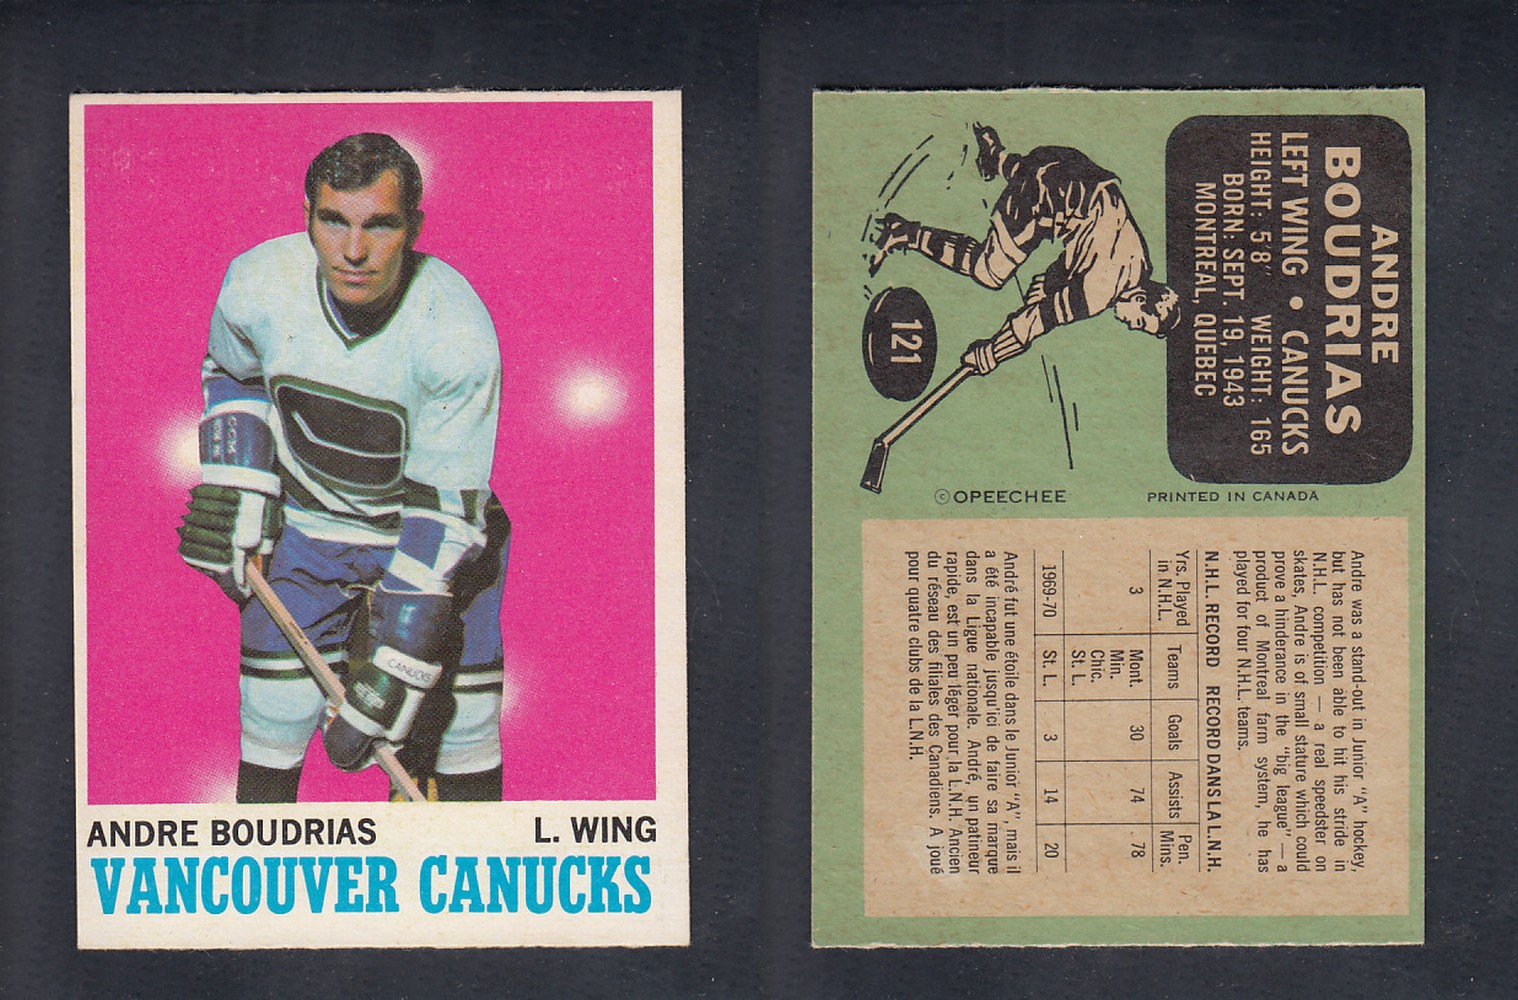 CCM
CANUCKS
ANDRE BOUDRIAS L. WING
VANCOUVER CANUCKS
ANDRE
BOUDRIAS
LEFT WING • CANUCKS
HEIGHT: 5'8" WEIGHT: 165
BORN: SEPT. 19, 1943
MONTREAL, QUEBEC
121
© OPEECHEE PRINTED IN CANADA
Andre was a stand-out in Junior "A" hockey,
but has not been able to hit his stride in
N.H.L. competition — a real speedster on
skates, Andre is of small stature which could
prove a hinderance in the "big league" — a
product of Montreal farm system, he has
played for four N.H.L. teams.
N.H.L. RECORD RECORD DANS LA L.N.H.
Yrs. Played Teams Goals Assists Pen.
in N.H.L. Mins.
3 Mont. 30 74 78
Min.
Chic.
St. L.
1969-70 St. L. 3 14 20
André fut une étoile dans le Junior "A", mais il
a été incapable jusqu'ici de faire sa marque
dans la Ligue nationale. André, un patineur
rapide, est un peu léger pour la L.N.H. Ancien
du réseau des filiales des Canadiens. A joué
pour quatre clubs de la L.N.H.